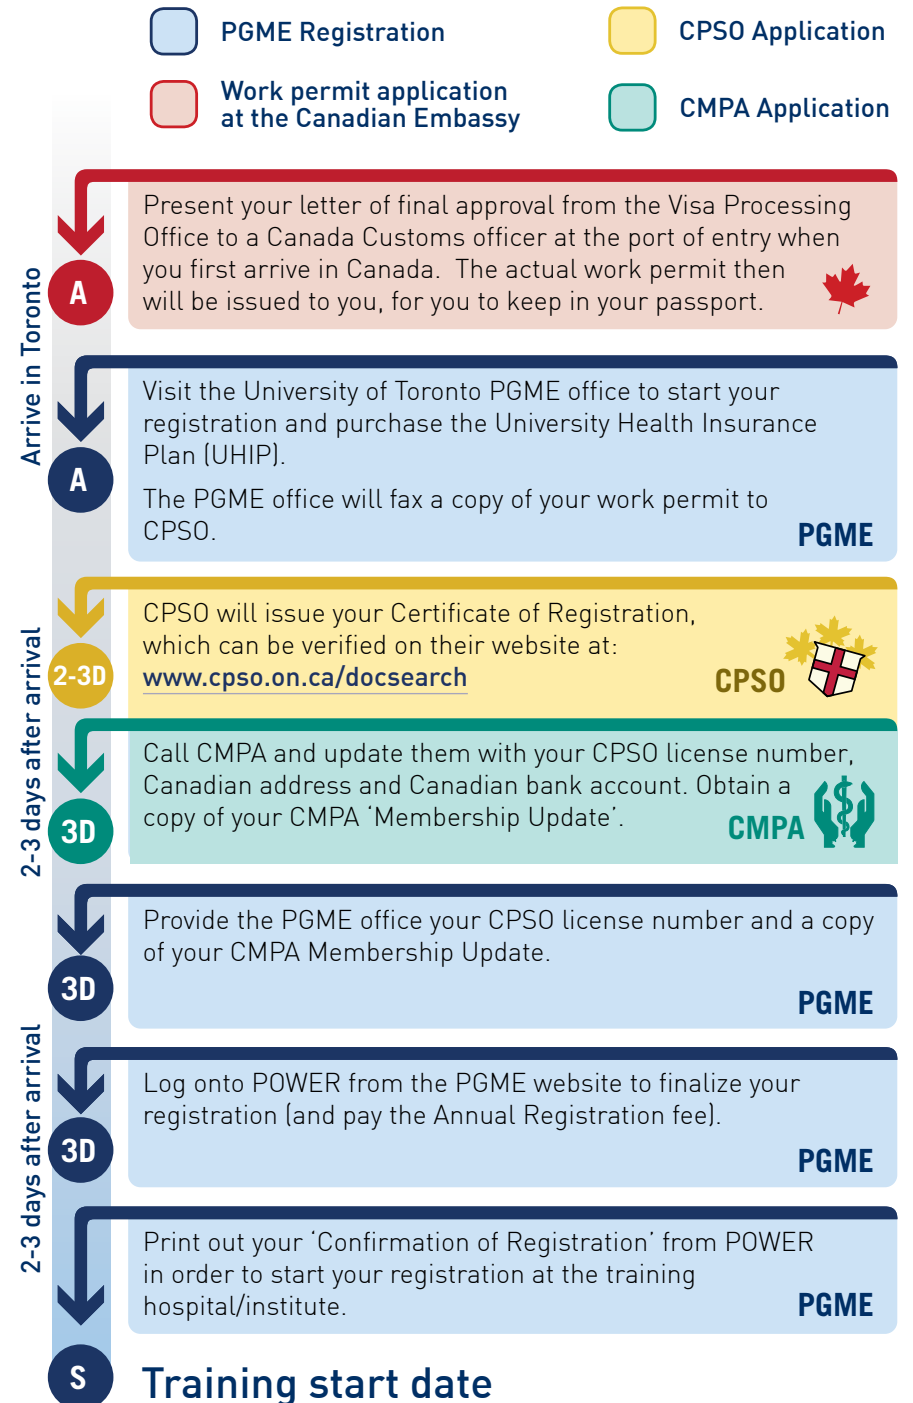 PGME Registration
CPSO Application
Work permit application
at the Canadian Embassy
CMPA Application
Arrive in Toronto
A
Present your letter of final approval from the Visa Processing
Office to a Canada Customs officer at the port of entry when
you first arrive in Canada.  The actual work permit then
will be issued to you, for you to keep in your passport.
A
Visit the University of Toronto PGME office to start your
registration and purchase the University Health Insurance
Plan (UHIP).
The PGME office will fax a copy of your work permit to
CPSO.
PGME
2-3 days after arrival
2-3D
CPSO will issue your Certificate of Registration,
which can be verified on their website at:
www.cpso.on.ca/docsearch
CPSO
3D
Call CMPA and update them with your CPSO license number,
Canadian address and Canadian bank account. Obtain a
copy of your CMPA ‘Membership Update’.
CMPA
3D
Provide the PGME office your CPSO license number and a copy
of your CMPA Membership Update.
PGME
2-3 days after arrival
3D
Log onto POWER from the PGME website to finalize your
registration (and pay the Annual Registration fee).
PGME
Print out your ‘Confirmation of Registration’ from POWER
in order to start your registration at the training
hospital/institute.
PGME
S
Training start date